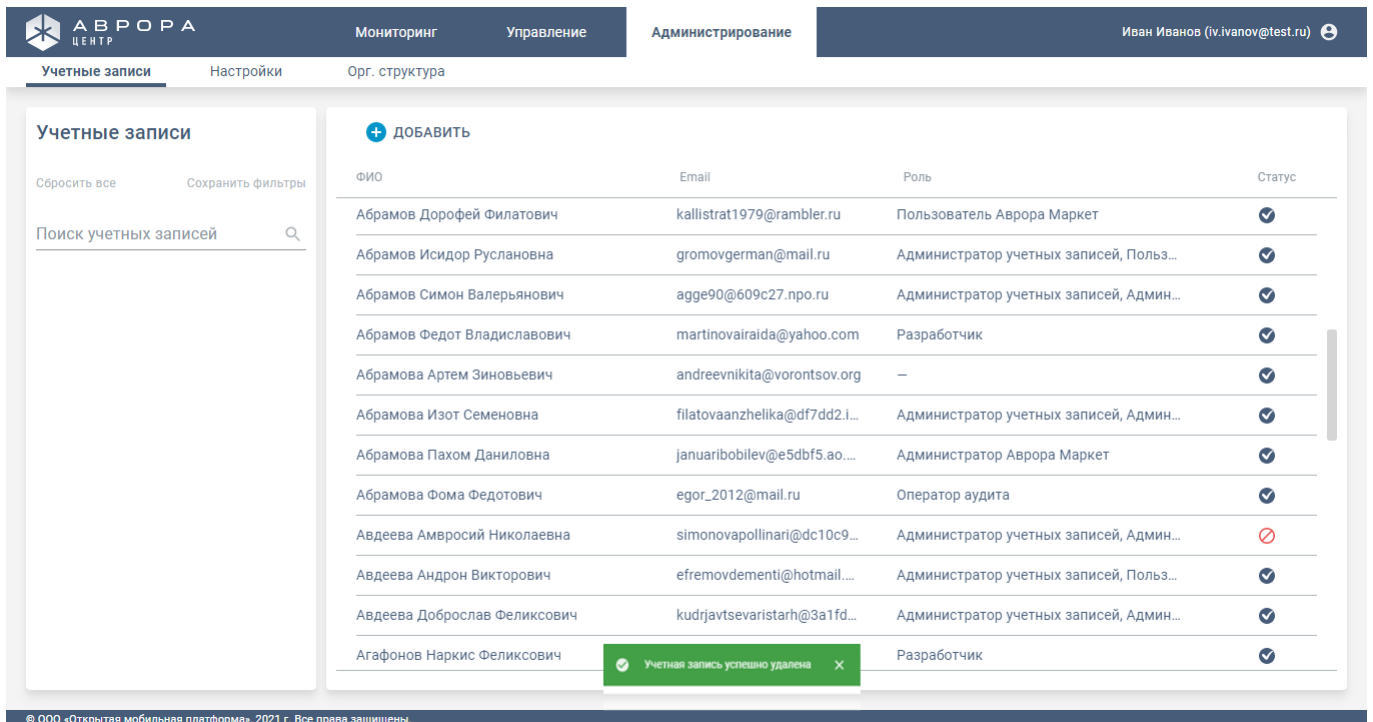 АВРОРА
ЦЕНТР
Мониторинг Управление Администрирование Иван Иванов (iv.ivanov@test.ru)
Учетные записи Настройки Орг. структура
Учетные записи
Сбросить все Сохранить фильтры
Поиск учетных записей
ДОБАВИТЬ
ФИО Email Роль Статус
Абрамов Дорофей Филатович kallistrat1979@rambler.ru Пользователь Аврора Маркет
Абрамов Исидор Руслановна gromovgerman@mail.ru Администратор учетных записей, Польз...
Абрамов Симон Валерьянович agge90@609c27.npo.ru Администратор учетных записей, Админ...
Абрамов Федот Владиславович martinovairaida@yahoo.com Разработчик
Абрамова Артем Зиновьевич andreevnikita@vorontsov.org —
Абрамова Изот Семеновна filatovaanzhelika@df7dd2.i... Администратор учетных записей, Админ...
Абрамова Пахом Даниловна januaribobilev@e5dbf5.ao.... Администратор Аврора Маркет
Абрамова Фома Федотович egor_2012@mail.ru Оператор аудита
Авдеева Амвросий Николаевна simonovapollinari@dc10c9... Администратор учетных записей, Админ...
Авдеева Андрон Викторович efremovdementi@hotmail.... Администратор учетных записей, Польз...
Авдеева Доброслав Феликсович kudrjavtsevaristarh@3a1fd... Администратор учетных записей, Админ...
Агафонов Наркис Феликсович Разработчик
Учетная запись успешно удалена
© ООО «Открытая мобильная платформа», 2021 г. Все права защищены.